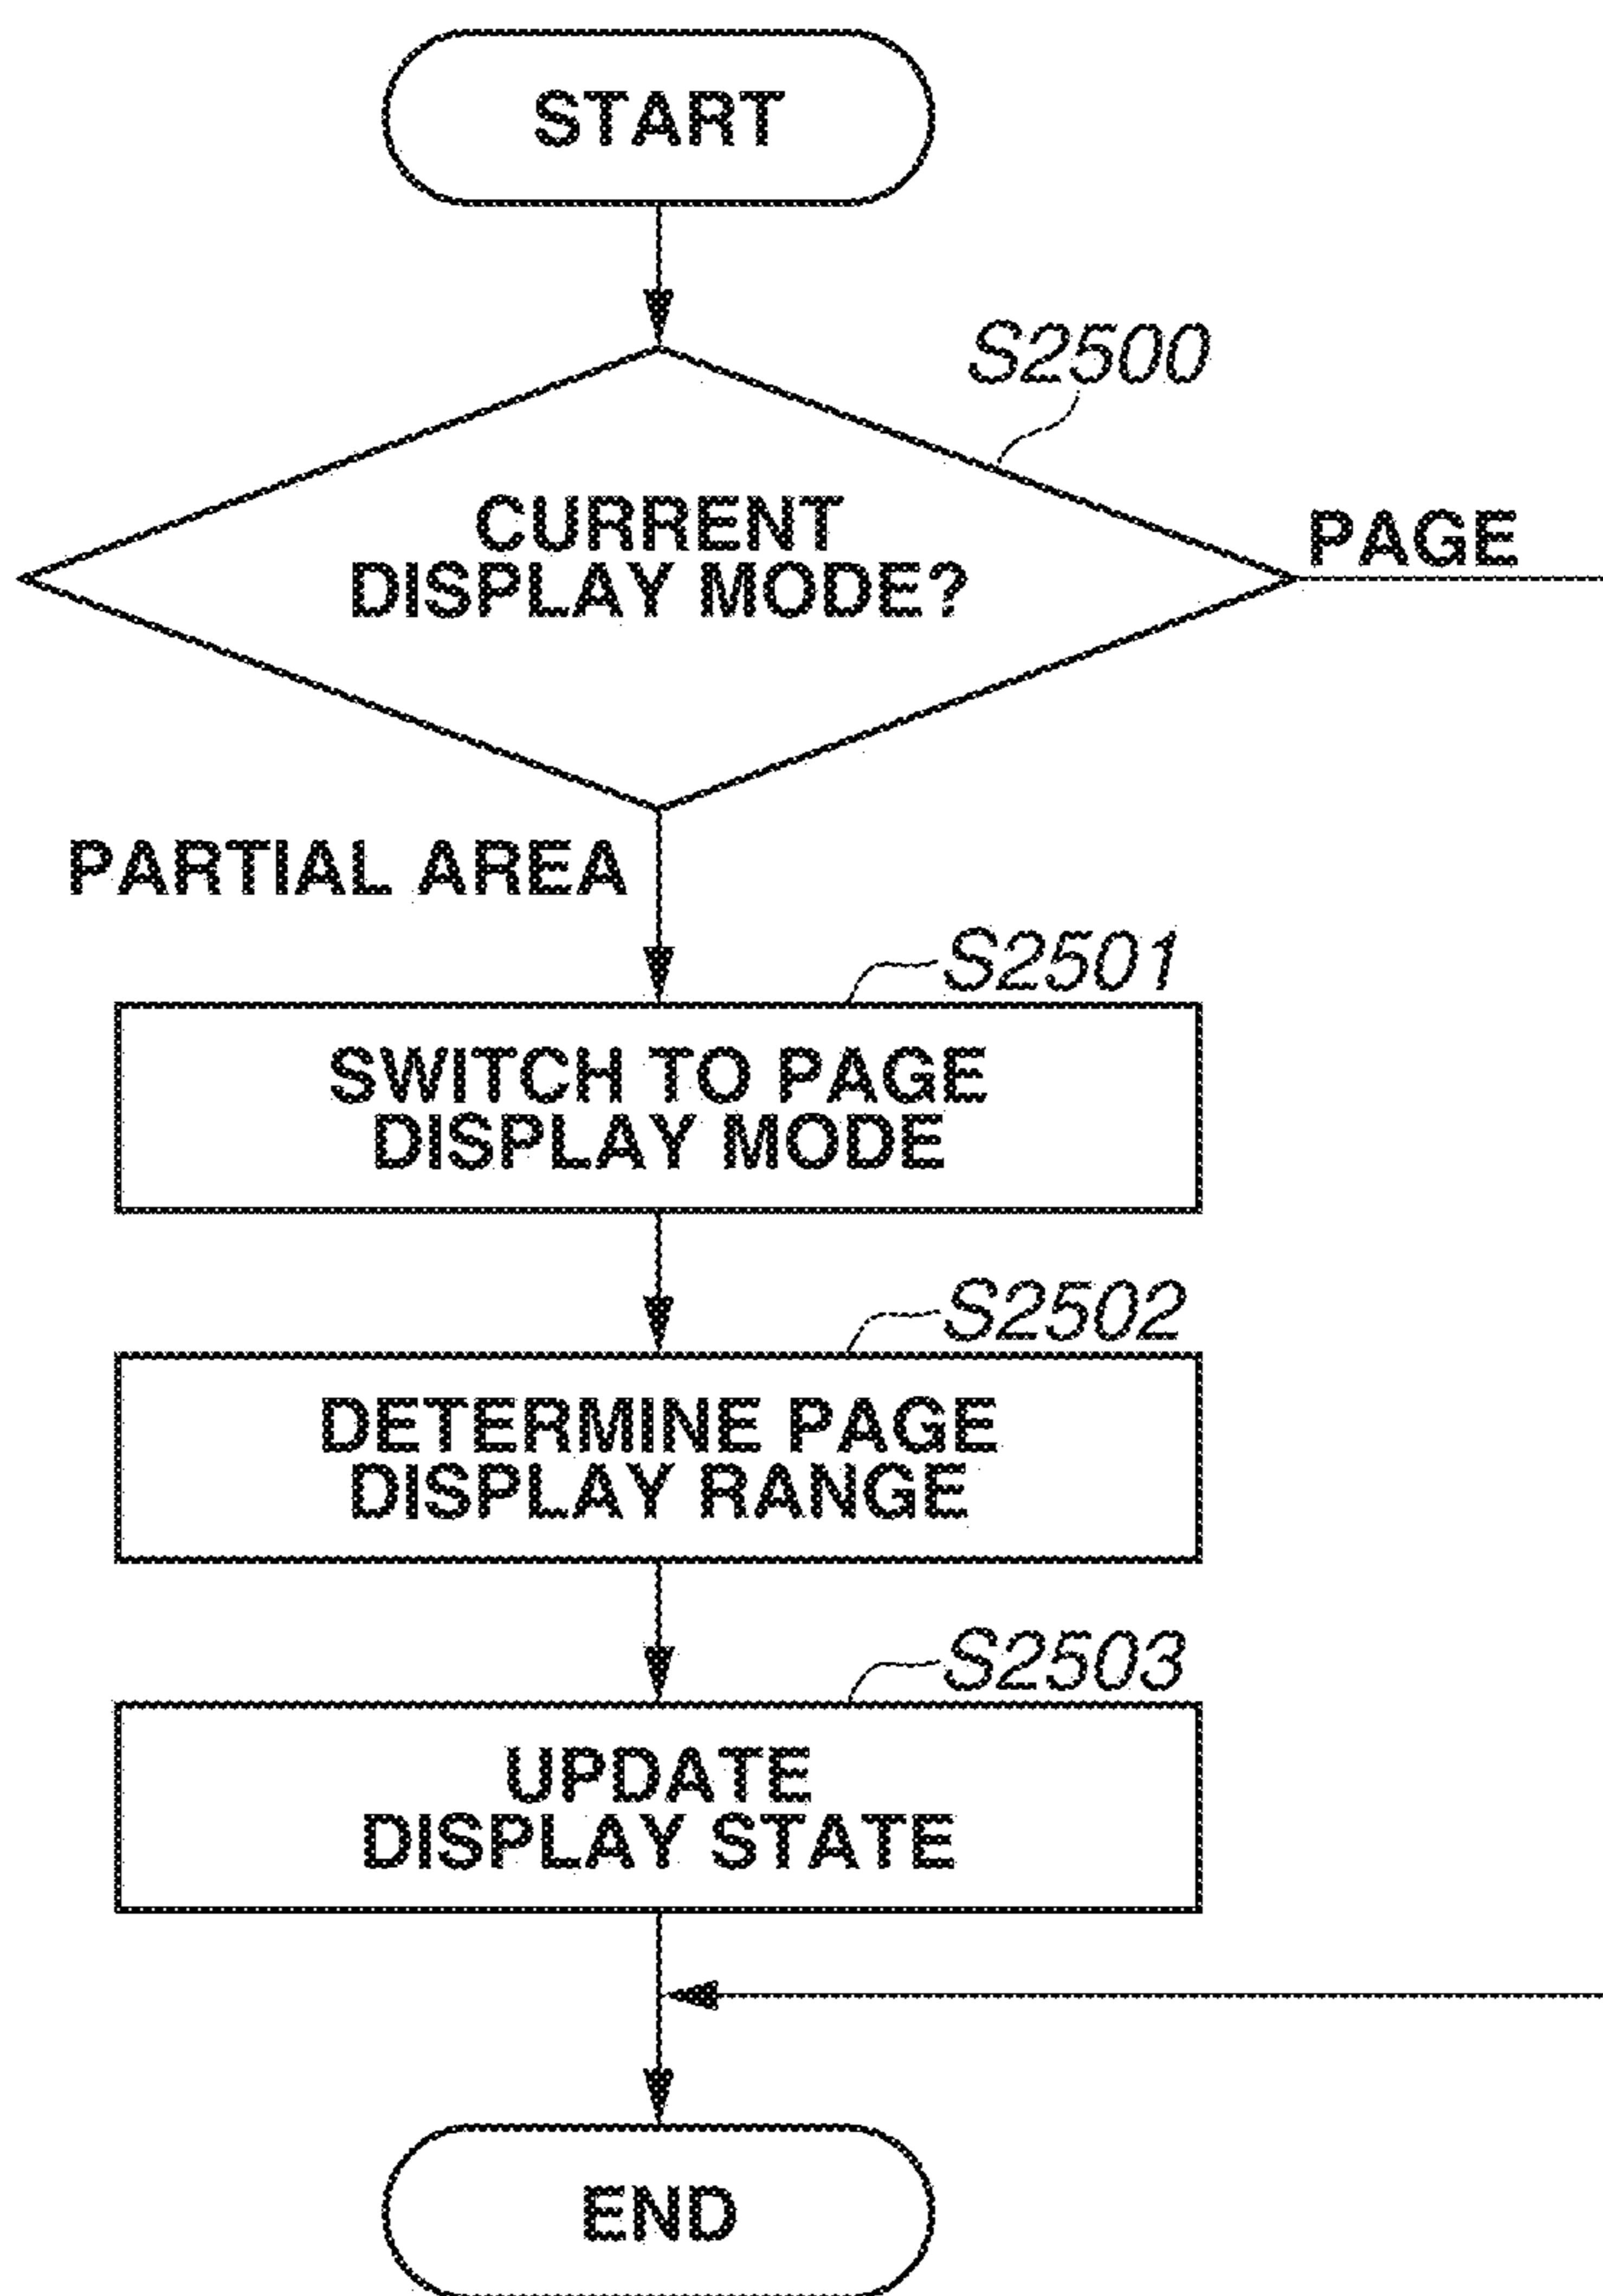 START
S2500
CURRENT
DISPLAY MODE?
PAGE
PARTIAL AREA
S2501
SWITCH TO PAGE
DISPLAY MODE
S2502
DETERMINE PAGE
DISPLAY RANGE
S2503
UPDATE
DISPLAY STATE
END